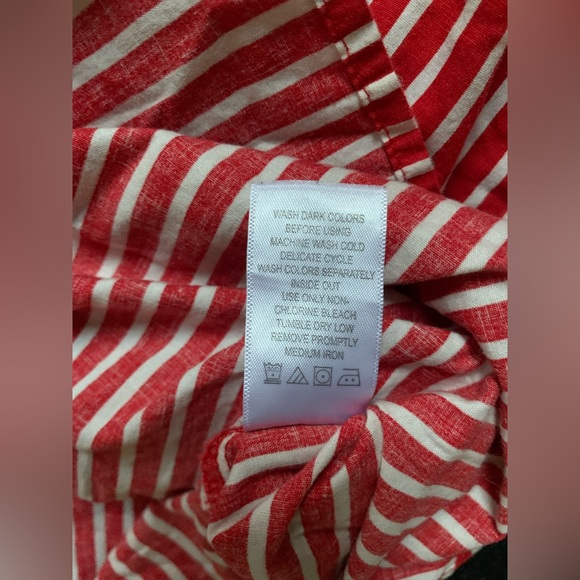 WASH DARK COLORS
BEFORE USING
MACHINE WASH COLD
DELICATE CYCLE
WASH COLORS SEPARATELY
INSIDE OUT
USE ONLY NON-
CHLORINE BLEACH
TUMBLE DRY LOW
REMOVE PROMPTLY
MEDIUM IRON